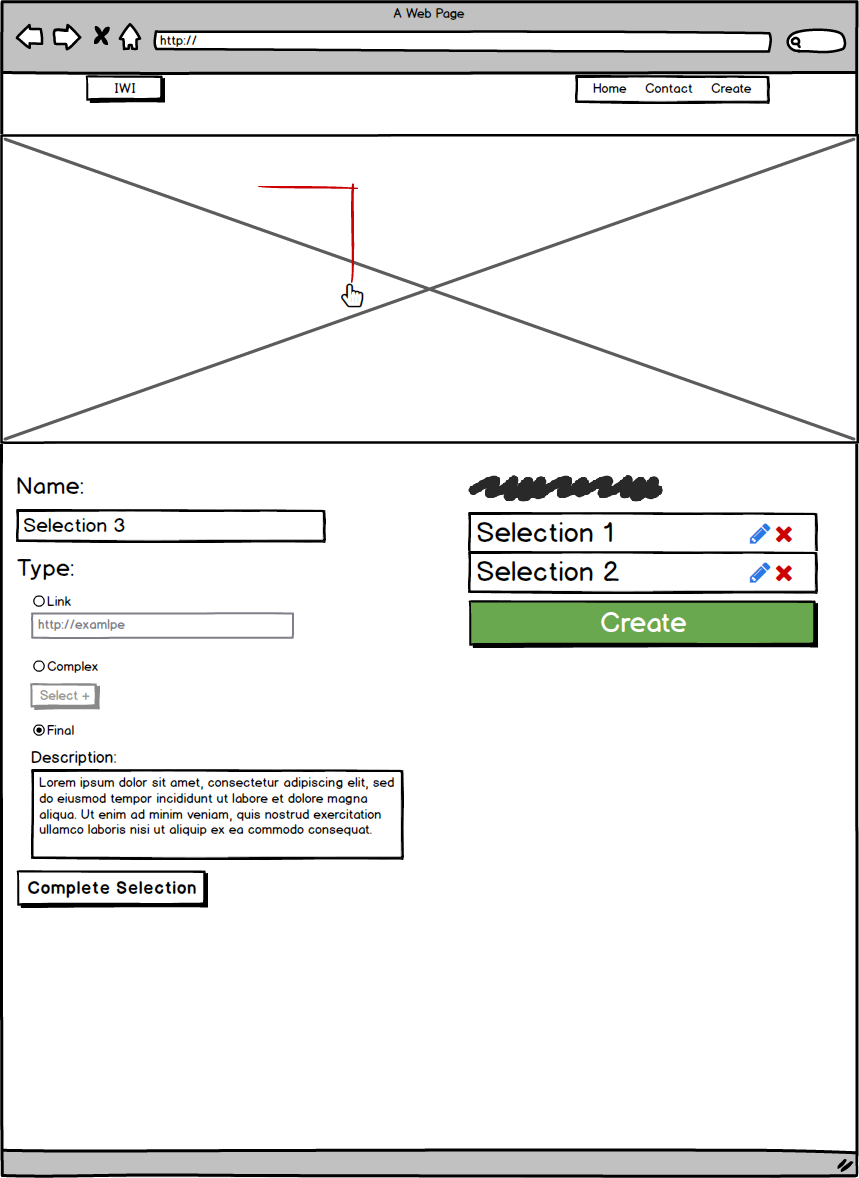 A Web Page
http://
IWI
Home Contact Create
Name:
Selection 3
Type:
Link
http://examlpe
Complex
Select +
Final
Description:
Lorem ipsum dolor sit amet, consectetur adipiscing elit, sed
do eiusmod tempor incididunt ut labore et dolore magna
aliqua. Ut enim ad minim veniam, quis nostrud exercitation
ullamco laboris nisi ut aliquip ex ea commodo consequat.
Complete Selection
Selection 1
Selection 2
Create